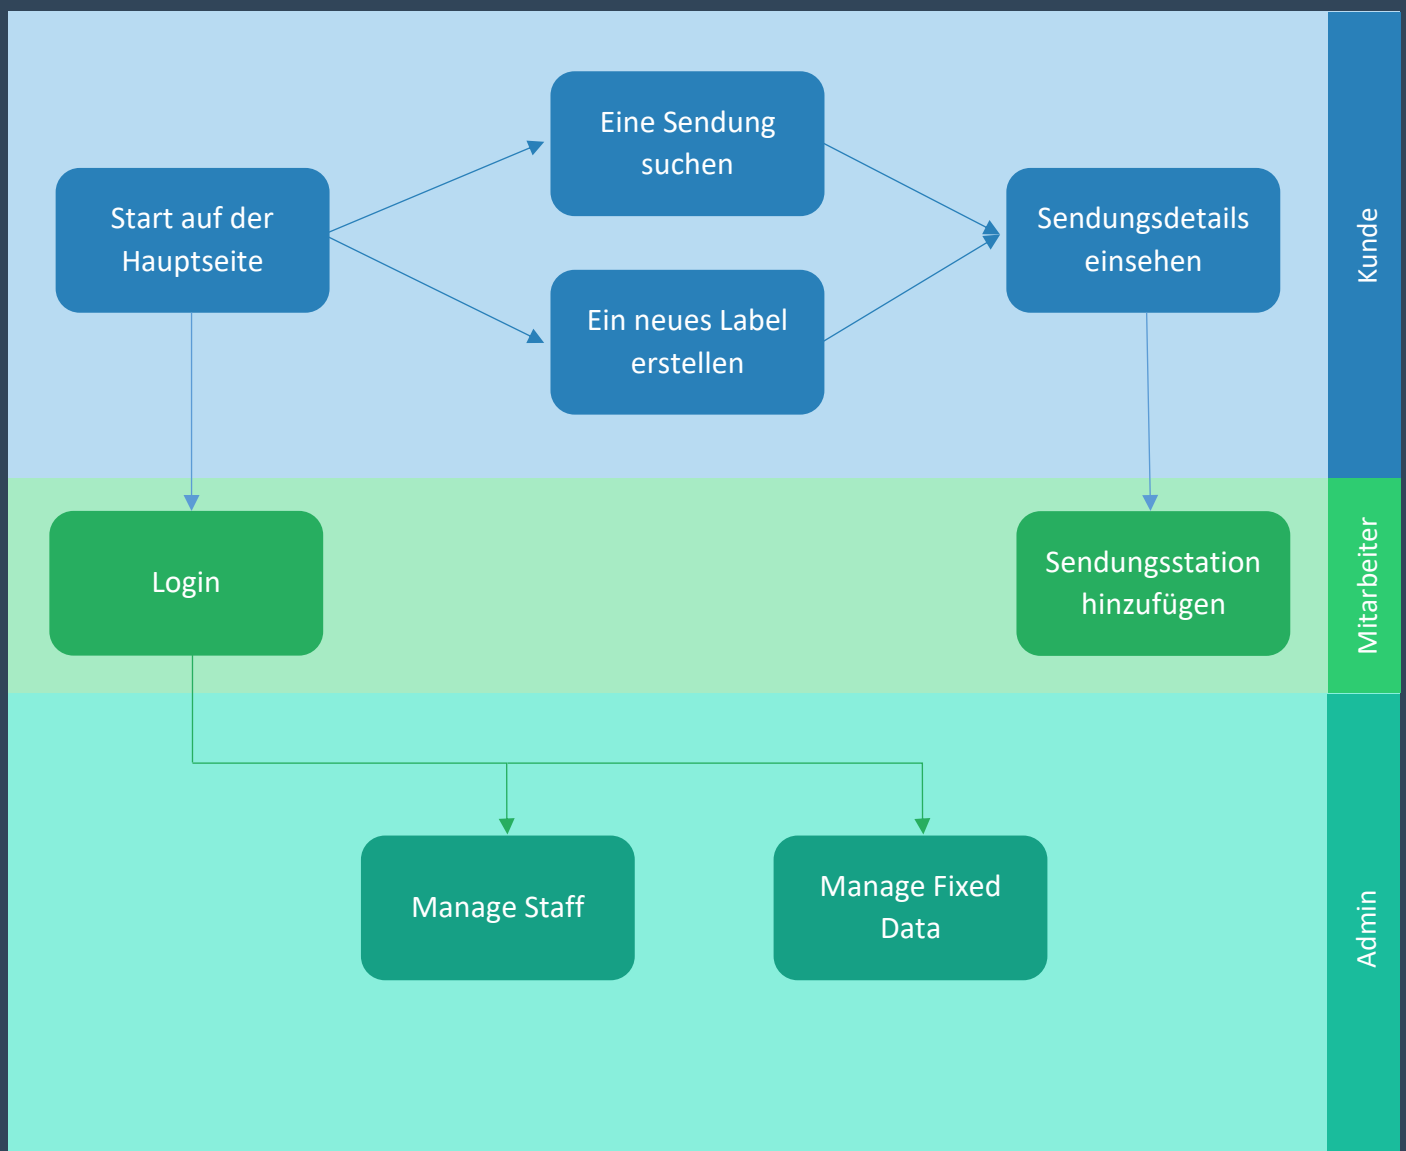 Eine Sendung
suchen
Start auf der
Hauptseite
Sendungsdetails
einsehen
Ein neues Label
erstellen
Kunde
Login
Sendungsstation
hinzufügen
Mitarbeiter
Manage Staff
Manage Fixed
Data
Admin